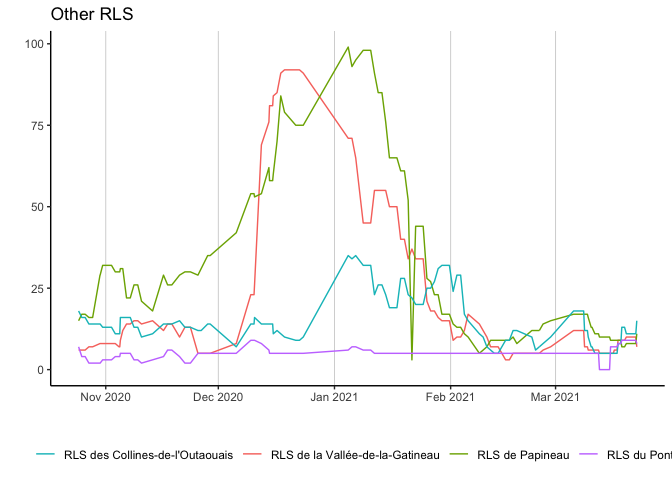 Other RLS
100
75
50
25
0
Nov 2020 Dec 2020 Jan 2021 Feb 2021 Mar 2021
RLS des Collines-de-l'Outaouais RLS de la Vallée-de-la-Gatineau RLS de Papineau RLS du Pont